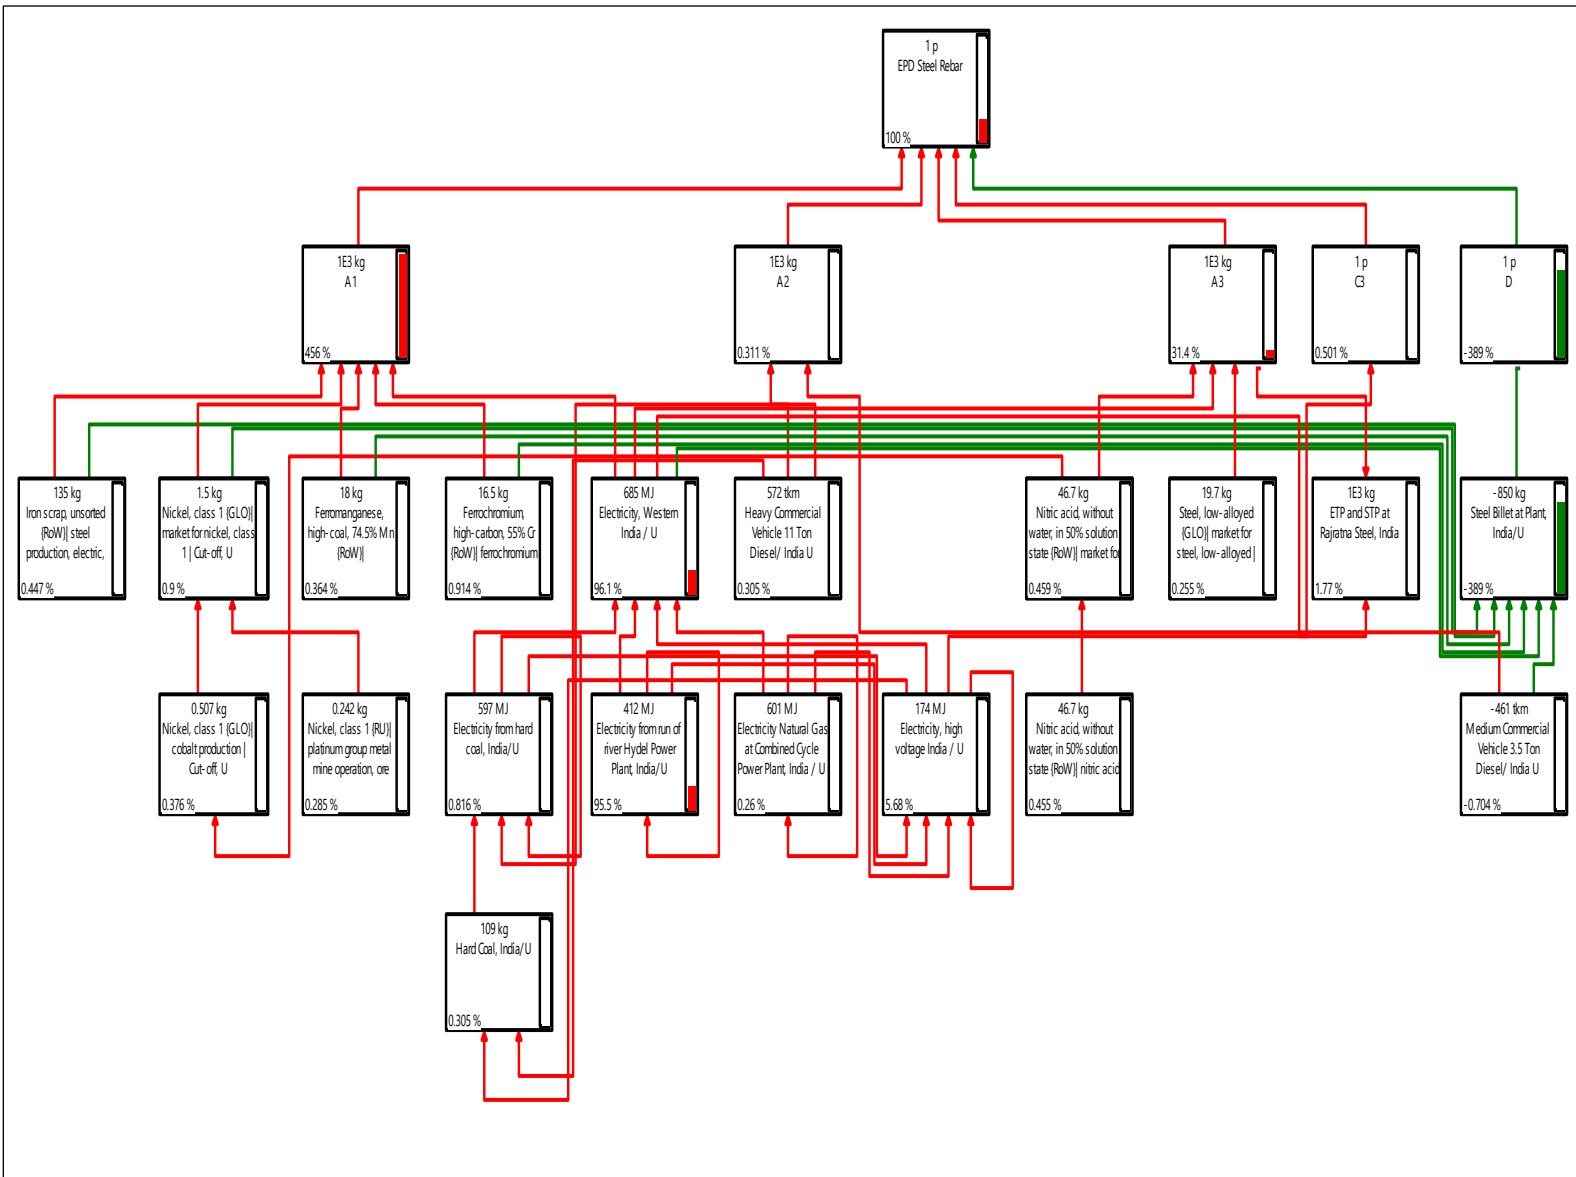 1 p
EPD Steel Rebar
100 %
1E3 kg
A1
456 %
1E3 kg
A2
0.311 %
1E3 kg
A3
31.4 %
1 p
C3
0.501 %
1 p
D
-389 %
135 kg
Iron scrap, unsorted
{RoW}| steel
production, electric,
0.447 %
1.5 kg
Nickel, class 1 {GLO}|
market for nickel, class
1 | Cut-off, U
0.9 %
18 kg
Ferromanganese,
high-coal, 74.5% Mn
{RoW}|
0.364 %
16.5 kg
Ferrochromium,
high-carbon, 55% Cr
{RoW}| ferrochromium
0.914 %
685 MJ
Electricity, Western
India / U
96.1 %
572 tkm
Heavy Commercial
Vehicle 11 Ton
Diesel/ India U
0.305 %
46.7 kg
Nitric acid, without
water, in 50% solution
state {RoW}| market for
0.459 %
19.7 kg
Steel, low-alloyed
{GLO}| market for
steel, low-alloyed |
0.255 %
1E3 kg
ETP and STP at
Rajratna Steel, India
1.77 %
-850 kg
Steel Billet at Plant,
India/U
-389 %
0.507 kg
Nickel, class 1 {GLO}|
cobalt production |
Cut-off, U
0.376 %
0.242 kg
Nickel, class 1 {RU}|
platinum group metal
mine operation, ore
0.285 %
597 MJ
Electricity from hard
coal, India/U
0.816 %
412 MJ
Electricity from run of
river Hydel Power
Plant, India/U
95.5 %
601 MJ
Electricity Natural Gas
at Combined Cycle
Power Plant, India / U
0.26 %
174 MJ
Electricity, high
voltage India / U
5.68 %
46.7 kg
Nitric acid, without
water, in 50% solution
state {RoW}| nitric acid
0.455 %
-461 tkm
Medium Commercial
Vehicle 3.5 Ton
Diesel/ India U
-0.704 %
109 kg
Hard Coal, India/U
0.305 %